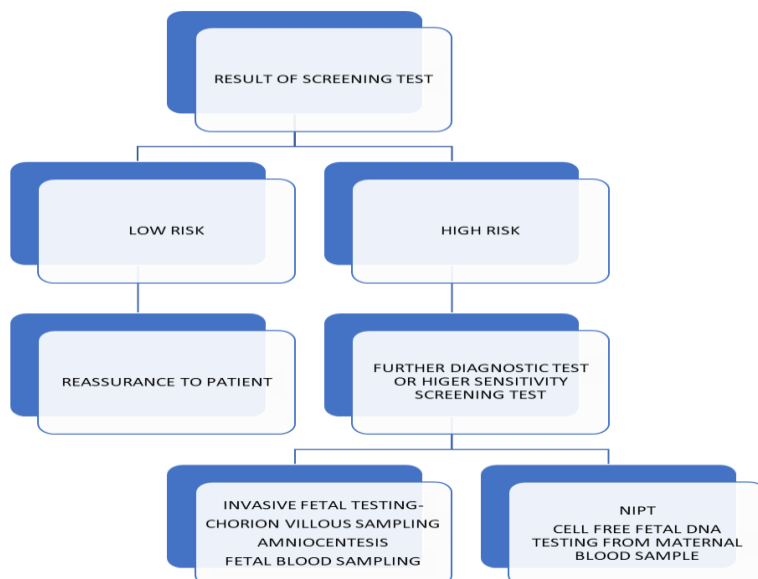 RESULT OF SCREENING TEST
LOW RISK
HIGH RISK
REASSURANCE TO PATIENT
FURTHER DIAGNOSTIC TEST
OR HIGER SENSITIVITY
SCREENING TEST
INVASIVE FETAL TESTING-
CHORION VILLOUS SAMPLING
AMNIOCENTESIS
FETAL BLOOD SAMPLING
NIPT
CELL FREE FETAL DNA
TESTING FROM MATERNAL
BLOOD SAMPLE